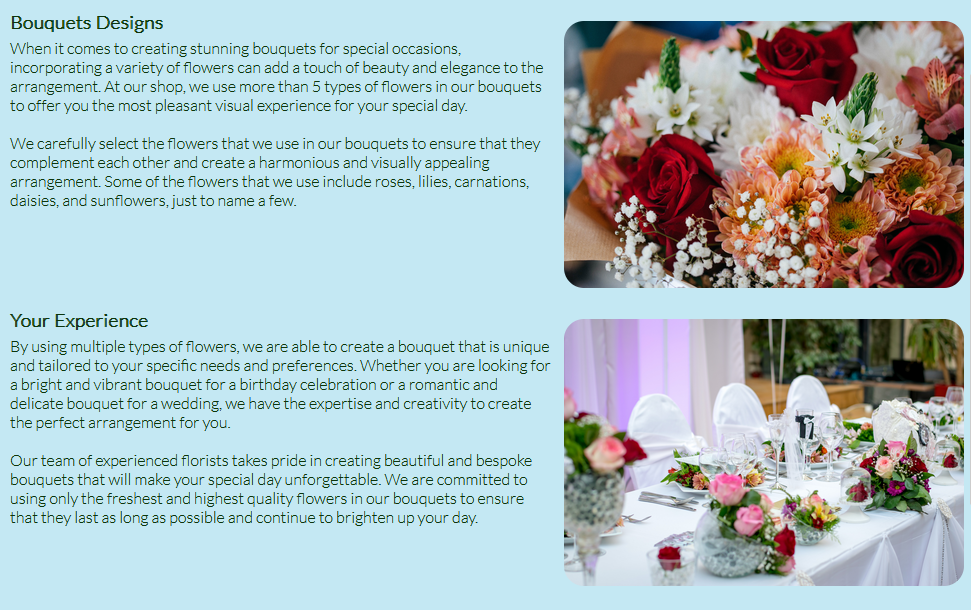 Bouquets Designs
When it comes to creating stunning bouquets for special occasions,
incorporating a variety of flowers can add a touch of beauty and elegance to the
arrangement. At our shop, we use more than 5 types of flowers in our bouquets
to offer you the most pleasant visual experience for your special day.
We carefully select the flowers that we use in our bouquets to ensure that they
complement each other and create a harmonious and visually appealing
arrangement. Some of the flowers that we use include roses, lilies, carnations,
daisies, and sunflowers, just to name a few.
Your Experience
By using multiple types of flowers, we are able to create a bouquet that is unique
and tailored to your specific needs and preferences. Whether you are looking for
a bright and vibrant bouquet for a birthday celebration or a romantic and
delicate bouquet for a wedding, we have the expertise and creativity to create
the perfect arrangement for you.
Our team of experienced florists takes pride in creating beautiful and bespoke
bouquets that will make your special day unforgettable. We are committed to
using only the freshest and highest quality flowers in our bouquets to ensure
that they last as long as possible and continue to brighten up your day.